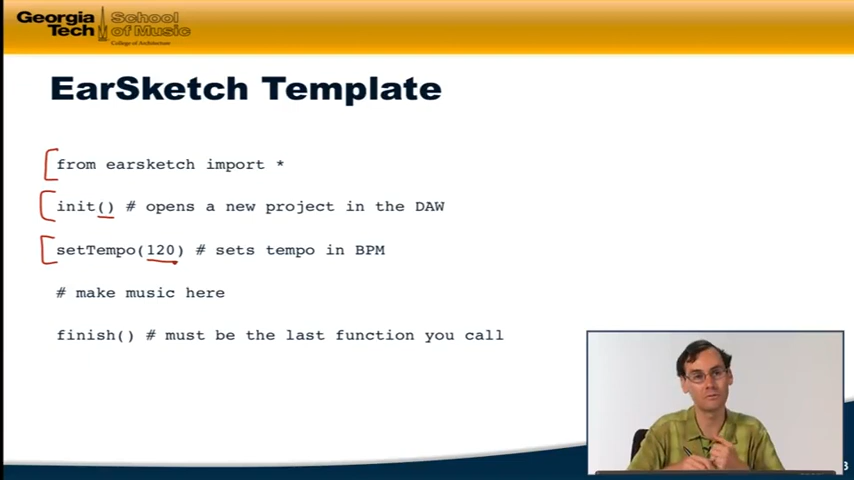 Georgia Tech
School of Music
College of Architecture
EarSketch Template
from earsketch import *
init() # opens a new project in the DAW
setTempo(120) # sets tempo in BPM
# make music here
finish() # must be the last function you call
3